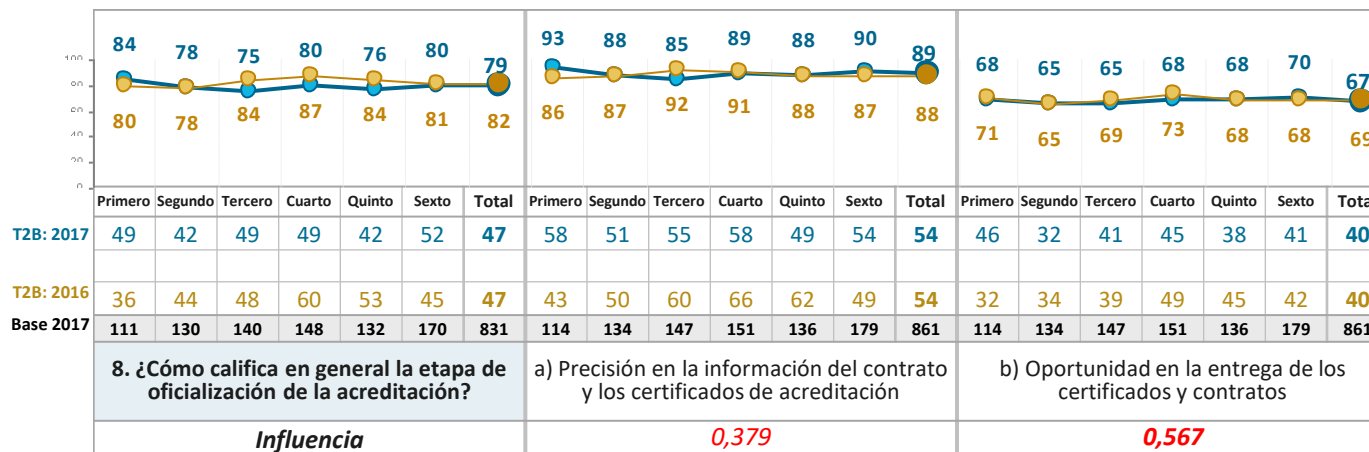 84 78 75 80 76 80 79
80 78 84 87 84 81 82
93 88 85 89 88 90 89
86 87 92 91 88 87 88
68 65 65 68 68 70 67
71 65 69 73 68 68 69
Primero Segundo Tercero Cuarto Quinto Sexto Total Primero Segundo Tercero Cuarto Quinto Sexto Total Primero Segundo Tercero Cuarto Quinto Sexto Tota
T2B: 2017 49 42 49 49 42 52 47 58 51 55 58 49 54 54 46 32 41 45 38 41 40
T2B: 2016 36 44 48 60 53 45 47 43 50 60 66 62 49 54 32 34 39 49 45 42 40
Base 2017 111 130 140 148 132 170 831 114 134 147 151 136 179 861 114 134 147 151 136 179 861
8. ¿Cómo califica en general la etapa de
oficialización de la acreditación?
a) Precisión en la información del contrato
y los certificados de acreditación
b) Oportunidad en la entrega de los
certificados y contratos
Influencia 0,379 0,567